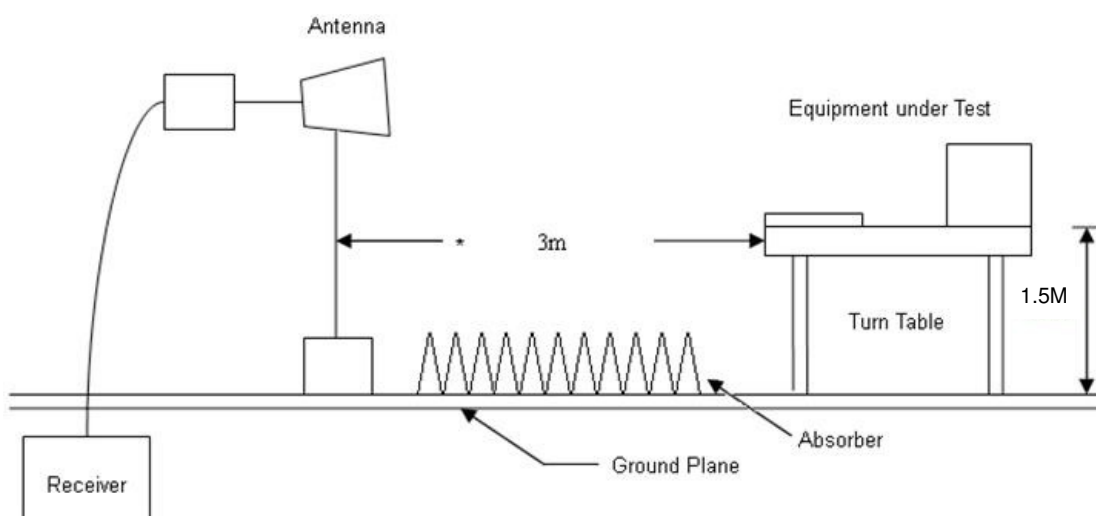 Antenna
Equipment under Test
* 3m
1.5M
Turn Table
Absorber
Ground Plane
Receiver